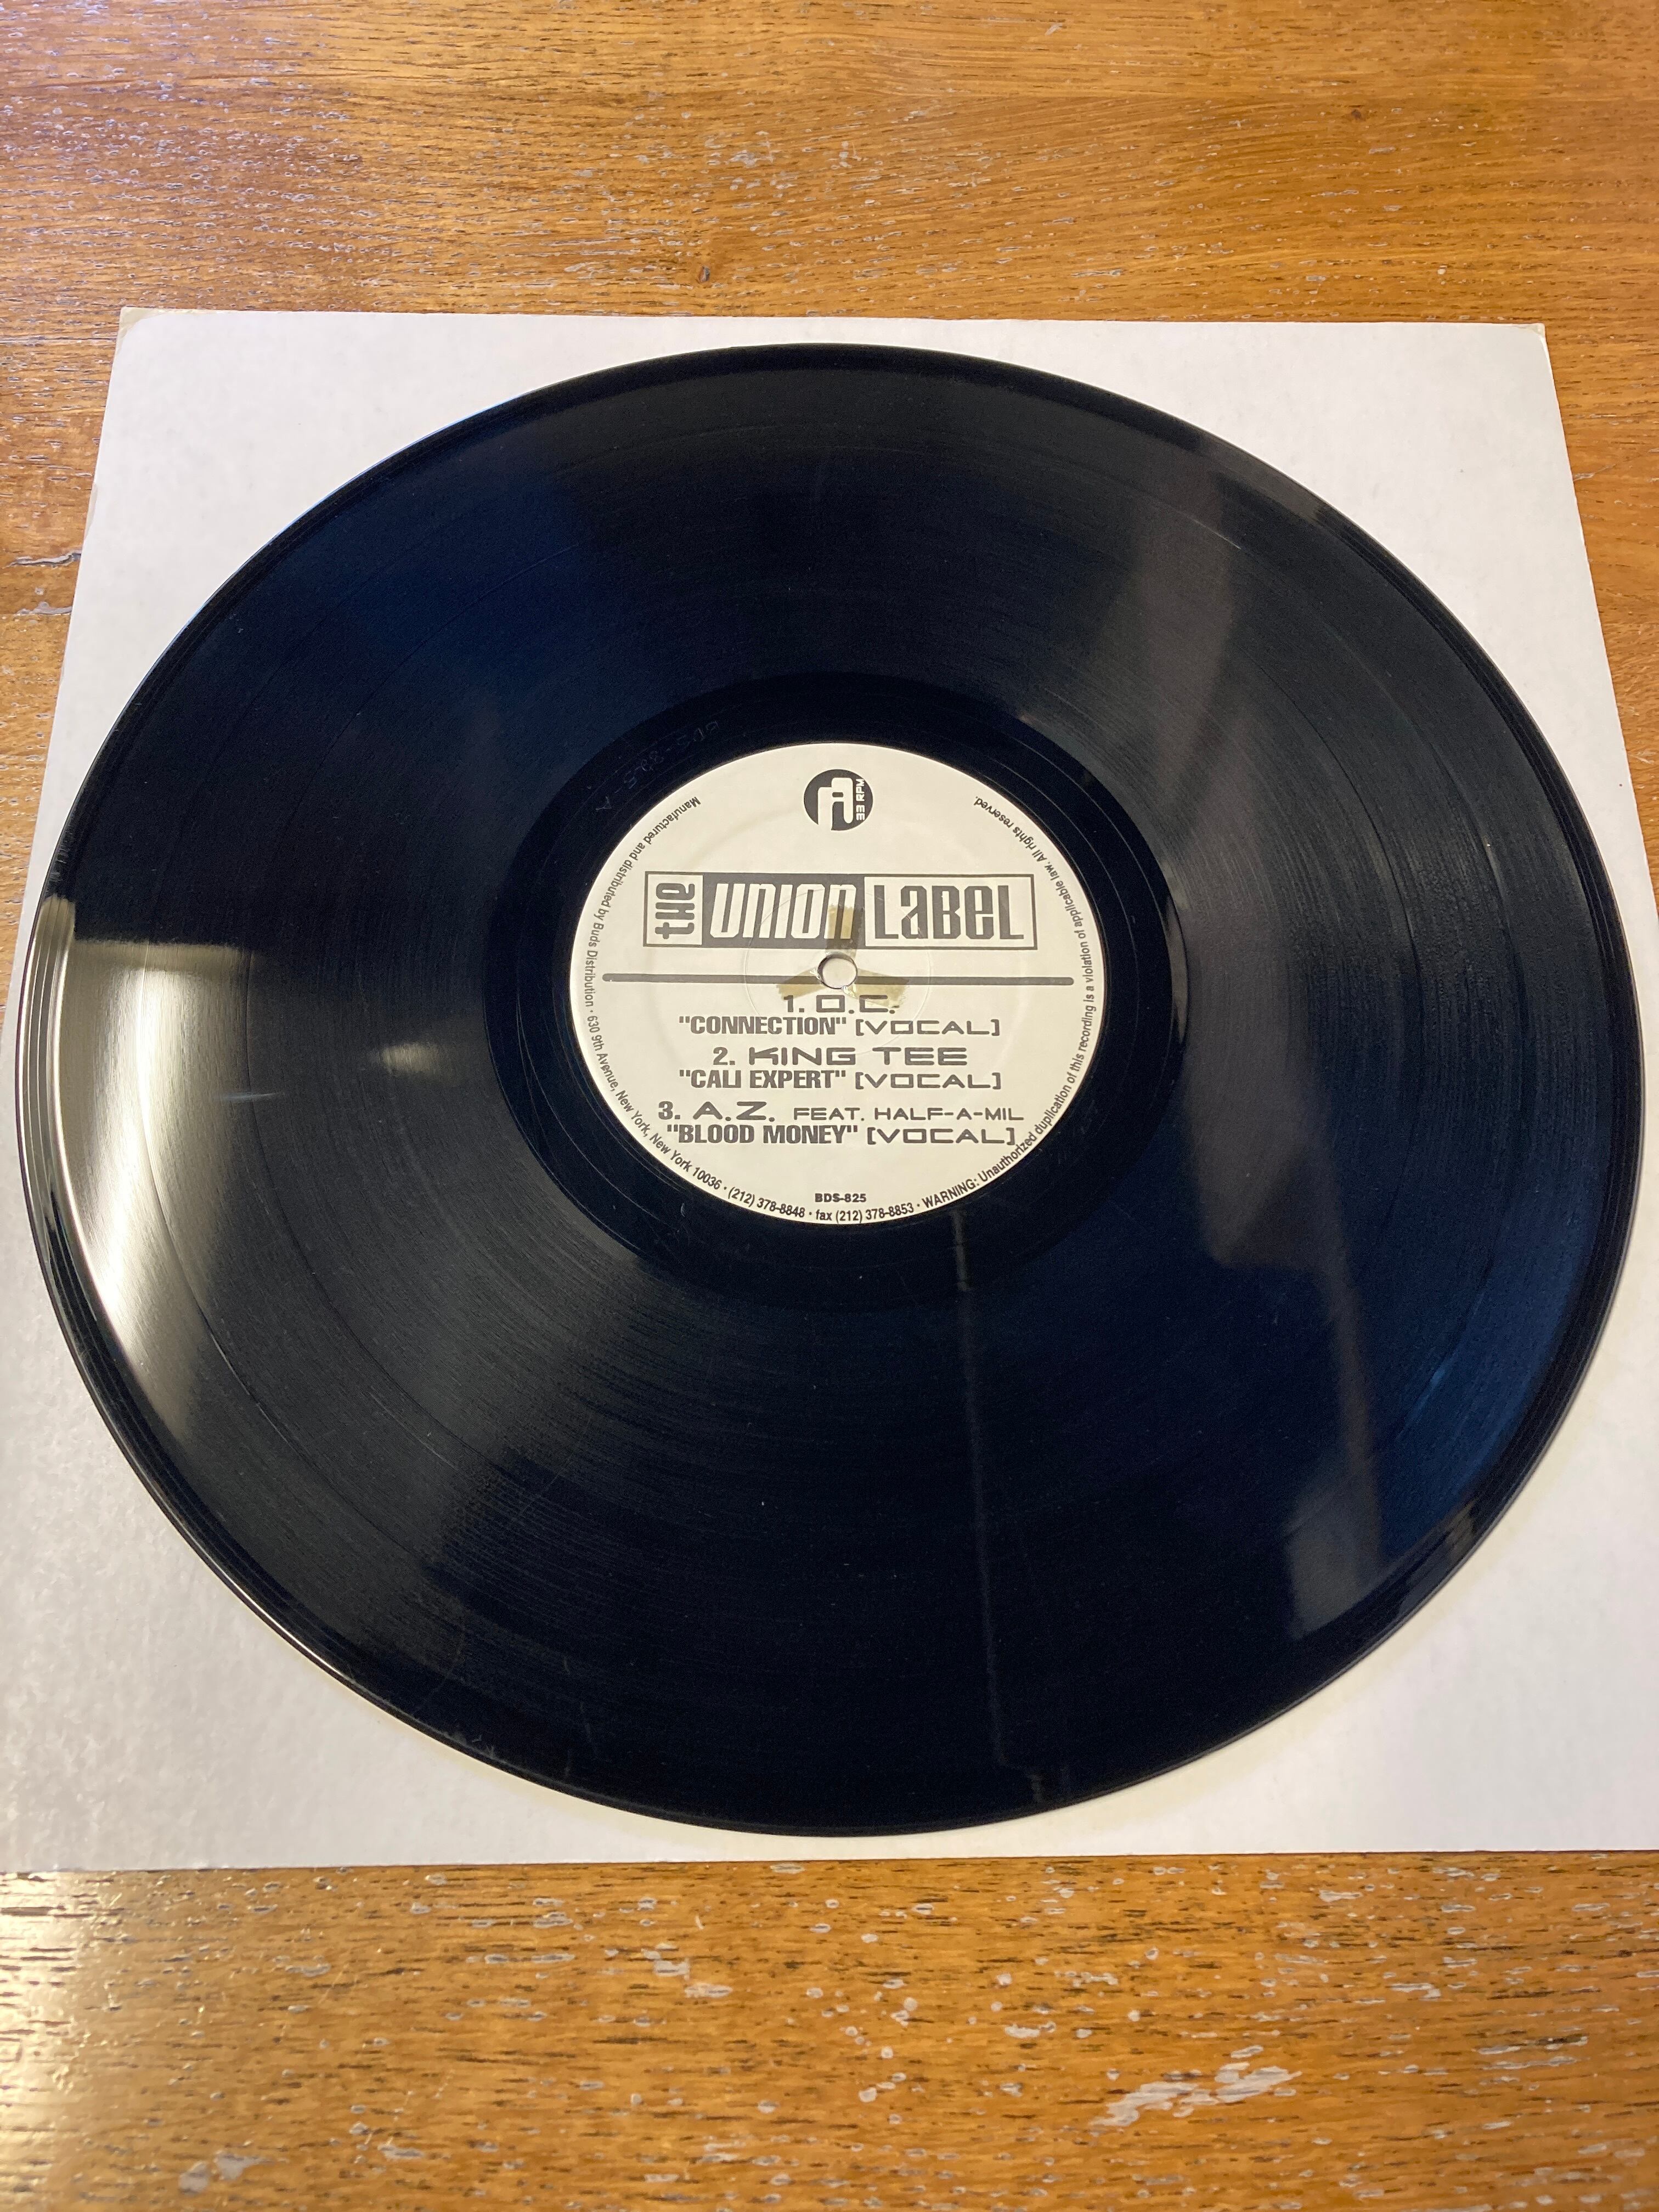 33 RPM
the union LABEL
1. O.C.
"CONNECTION" [VOCAL]
2. KING TEE
"CALI EXPERT" [VOCAL]
3. A.Z. FEAT. HALF-A-MIL
"BLOOD MONEY" [VOCAL]
BDS-825
Manufactured and distributed by Buds Distribution · 630 9th Avenue, New York, New York 10036 · (212) 378-8848 · fax (212) 378-8853 · WARNING: Unauthorized duplication of this recording is a violation of applicable law. All rights reserved.
BDS-825-A